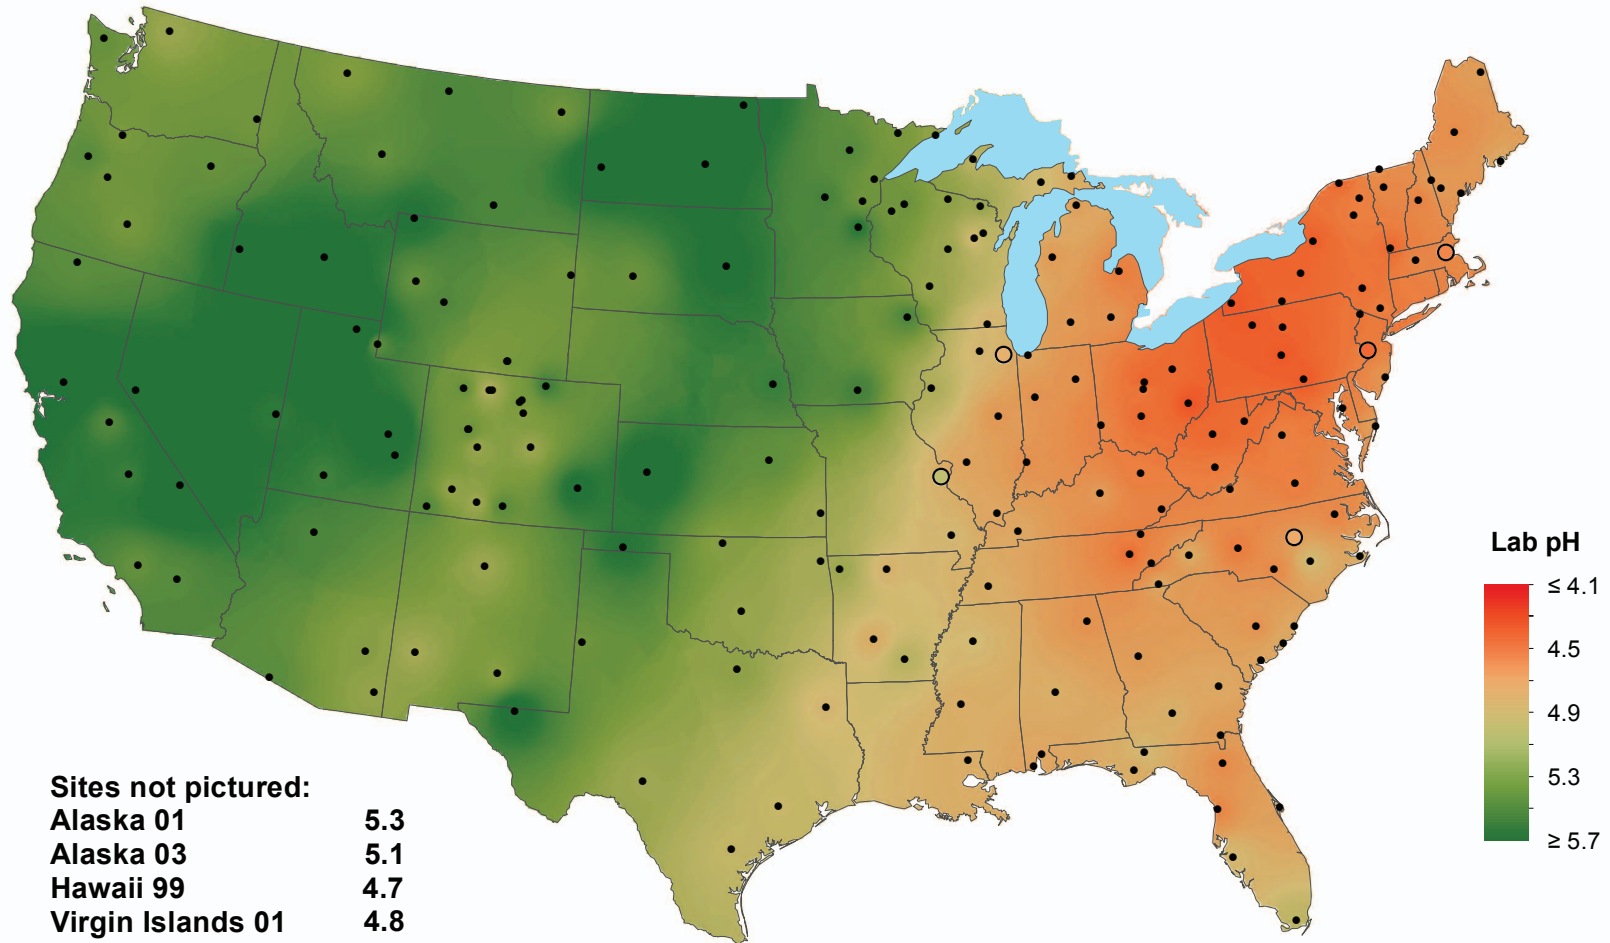 Lab pH
≤ 4.1
4.5
4.9
5.3
≥ 5.7
Sites not pictured:
Alaska 01 5.3
Alaska 03 5.1
Hawaii 99 4.7
Virgin Islands 01 4.8